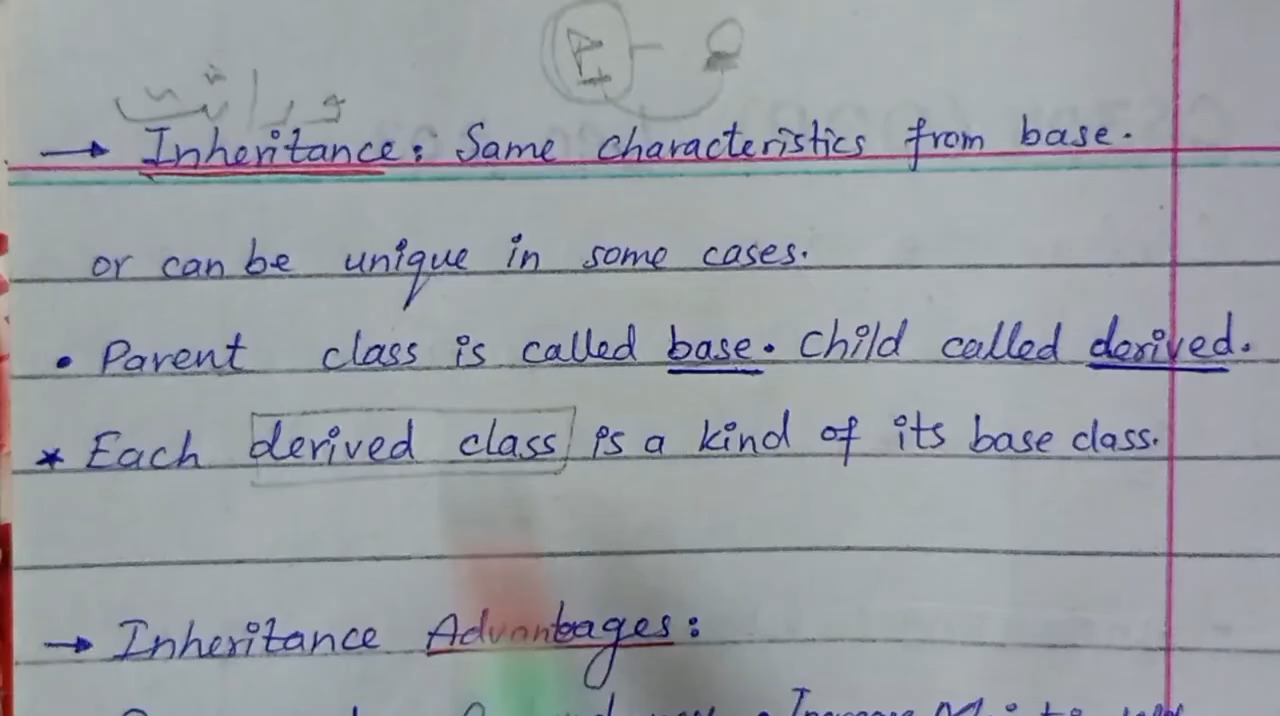 وراثت
→ Inheritance: Same characteristics from base.
or can be unique in some cases.
• Parent class is called base. Child called derived.
* Each derived class is a kind of its base class.
→ Inheritance Advantages: